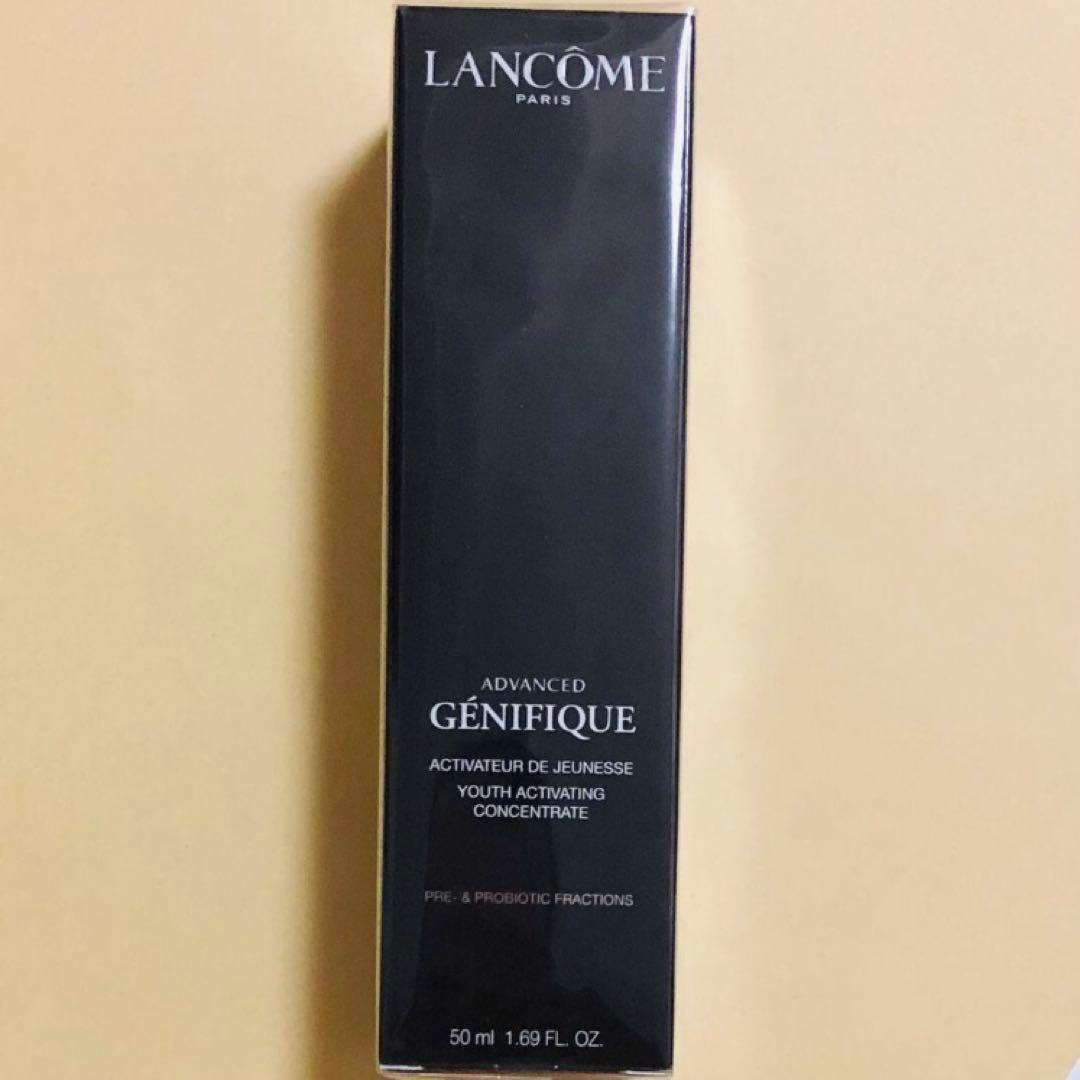 LANCÔME
PARIS
ADVANCED
GÉNIFIQUE
ACTIVATEUR DE JEUNESSE
YOUTH ACTIVATING
CONCENTRATE
PRE- & PROBIOTIC FRACTIONS
50 ml 1.69 FL. OZ.